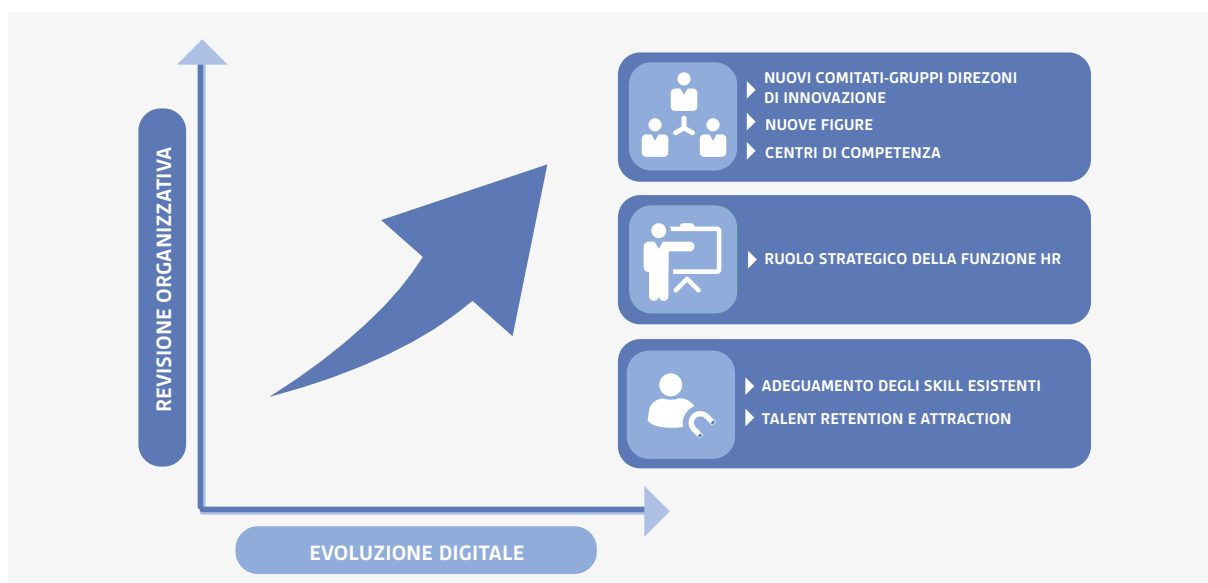 REVISIONE ORGANIZZATIVA
NUOVI COMITATI-GRUPPI DIREZONI
DI INNOVAZIONE
NUOVE FIGURE
CENTRI DI COMPETENZA
RUOLO STRATEGICO DELLA FUNZIONE HR
ADEGUAMENTO DEGLI SKILL ESISTENTI
TALENT RETENTION E ATTRACTION
EVOLUZIONE DIGITALE